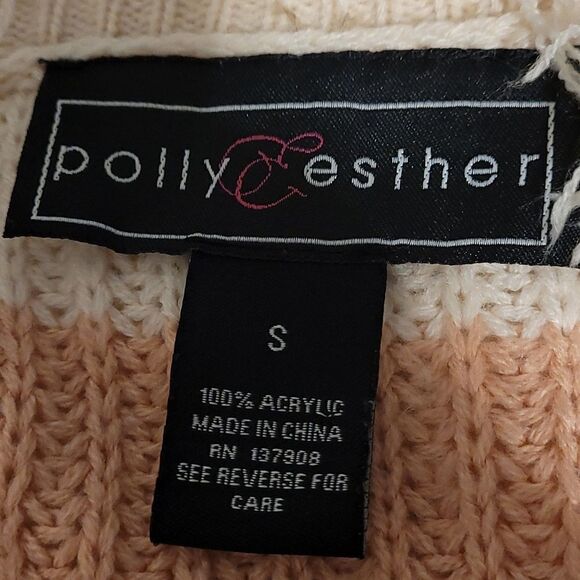 polly & esther
S
100% ACRYLIC
MADE IN CHINA
RN 137908
SEE REVERSE FOR
CARE